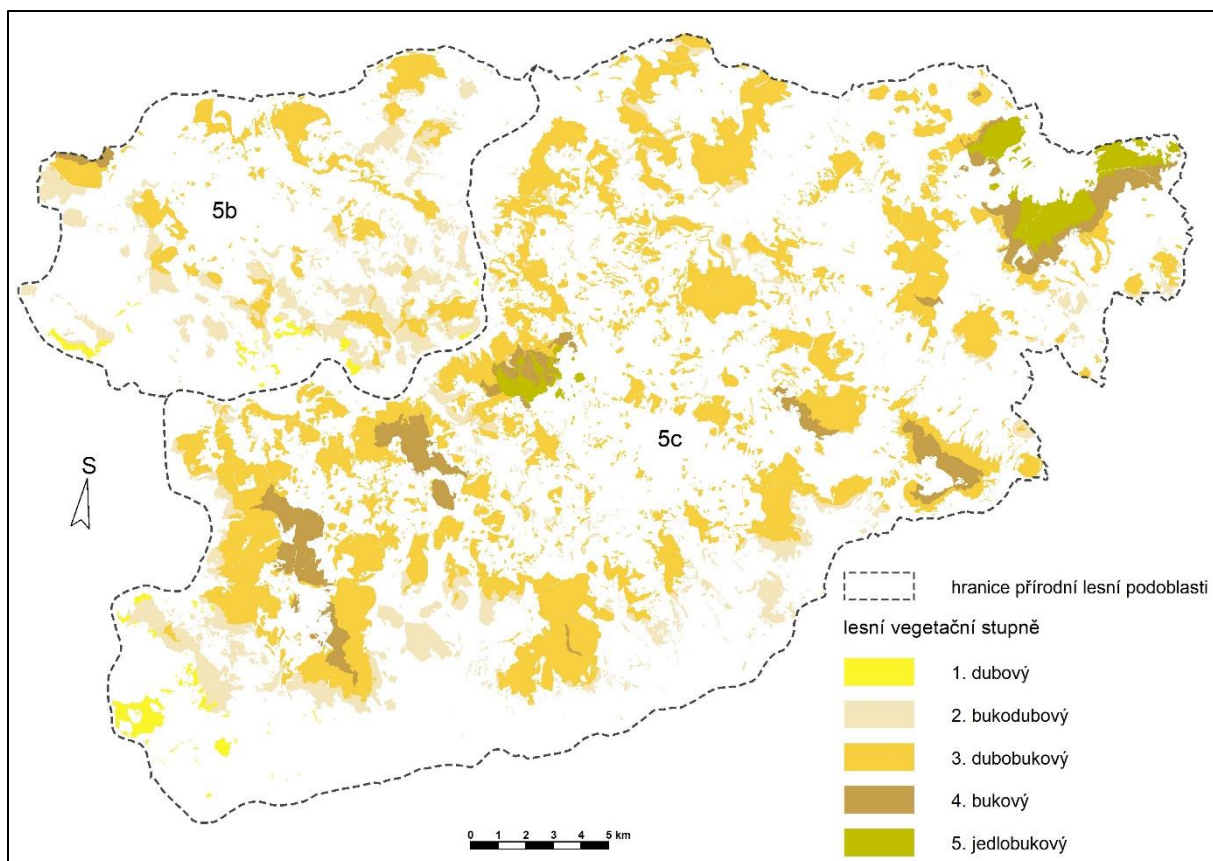 5b
5c
S
hranice přírodní lesní podoblasti
lesní vegetační stupně
1. dubový
2. bukodubový
3. dubobukový
4. bukový
5. jedlobukový
0 1 2 3 4 5 km